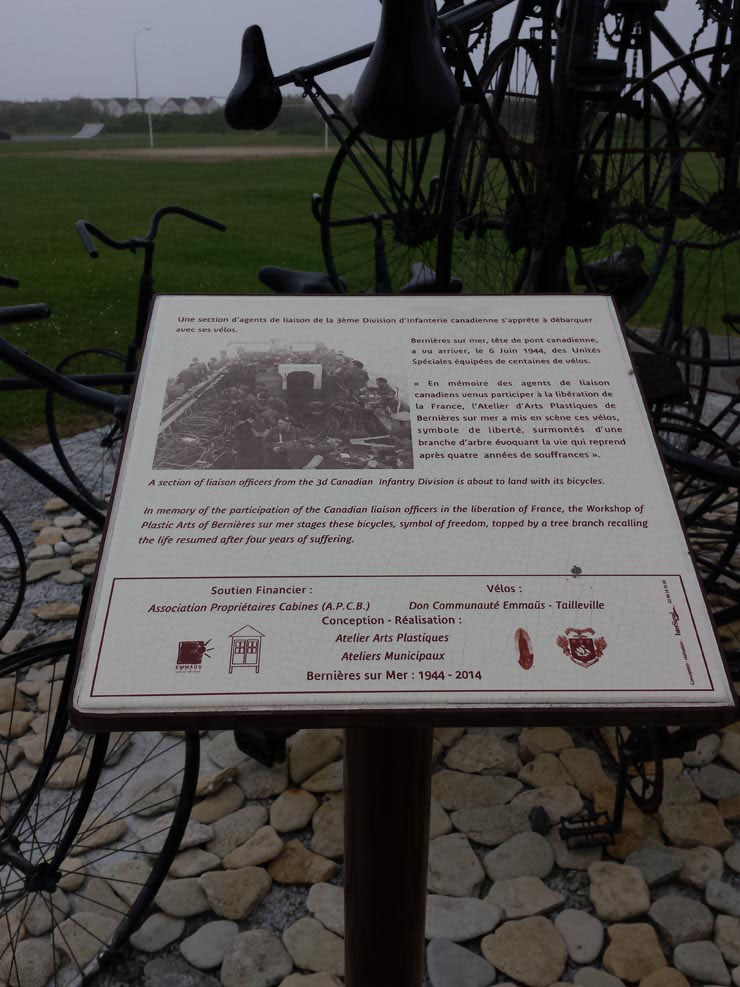 Une section d'agents de liaison de la 3ème Division d'Infanterie canadienne s'apprête à débarquer
avec ses vélos.
Bernières sur mer, tête de pont canadienne,
a vu arriver, le 6 Juin 1944, des Unités
Spéciales équipées de centaines de vélos.
« En mémoire des agents de liaison
canadiens venus participer à la libération de
la France, l'Atelier d'Arts Plastiques de
Bernières sur mer a mis en scène ces vélos,
symbole de liberté, surmontés d'une
branche d'arbre évoquant la vie qui reprend
après quatre années de souffrances ».
A section of liaison officers from the 3d Canadian Infantry Division is about to land with its bicycles.
In memory of the participation of the Canadian liaison officers in the liberation of France, the Workshop of
Plastic Arts of Bernières sur mer stages these bicycles, symbol of freedom, topped by a tree branch recalling
the life resumed after four years of suffering.
Soutien Financier :
Association Propriétaires Cabines (A.P.C.B.)
Vélos :
Don Communauté Emmaüs - Tailleville
Conception - Réalisation :
Atelier Arts Plastiques
Ateliers Municipaux
Bernières sur Mer : 1944 - 2014
EMMAÜS